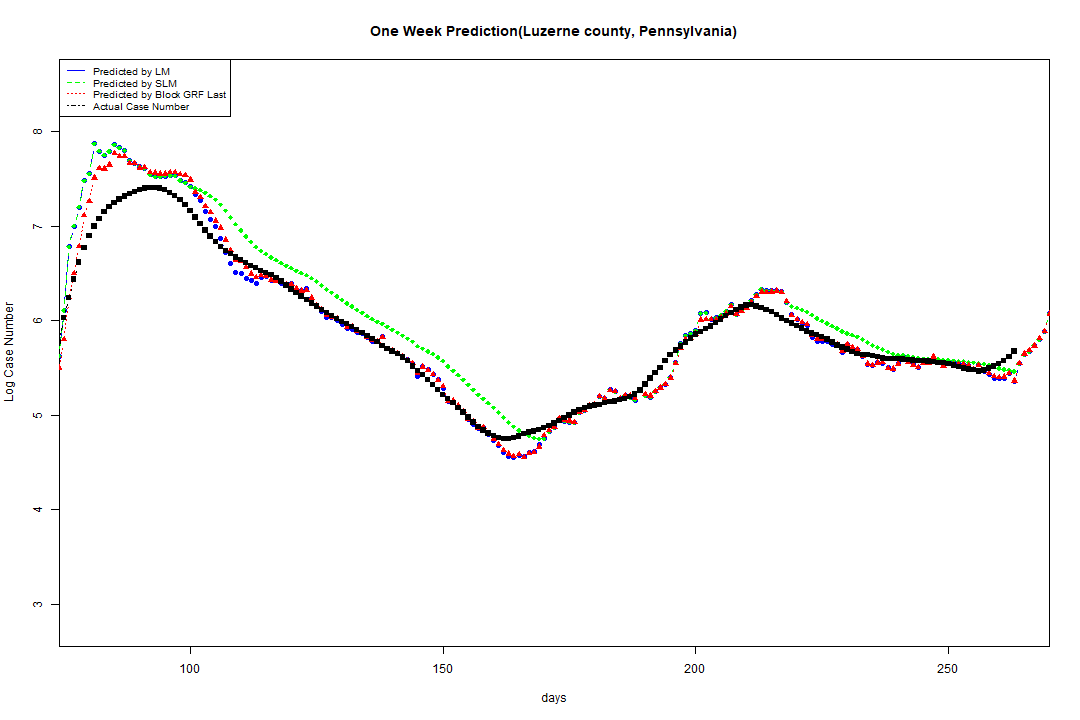 One Week Prediction(Luzerne county, Pennsylvania)
Predicted by LM
Predicted by SLM
Predicted by Block GRF Last
Actual Case Number
8
7
6
5
4
3
Log Case Number
100
150
200
250
days